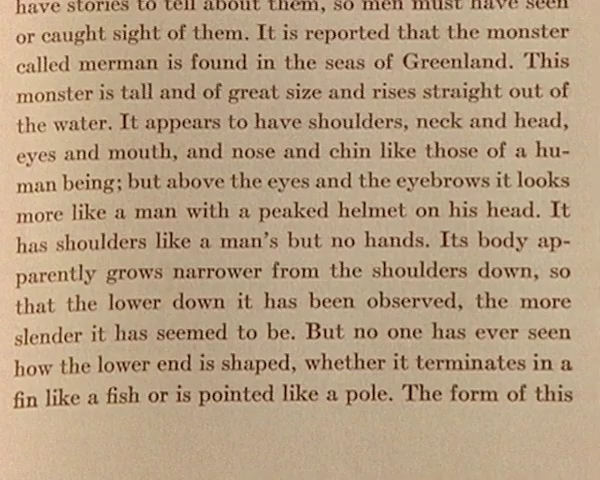 have stories to tell about them, so men must have seen
or caught sight of them. It is reported that the monster
called merman is found in the seas of Greenland. This
monster is tall and of great size and rises straight out of
the water. It appears to have shoulders, neck and head,
eyes and mouth, and nose and chin like those of a hu-
man being; but above the eyes and the eyebrows it looks
more like a man with a peaked helmet on his head. It
has shoulders like a man's but no hands. Its body ap-
parently grows narrower from the shoulders down, so
that the lower down it has been observed, the more
slender it has seemed to be. But no one has ever seen
how the lower end is shaped, whether it terminates in a
fin like a fish or is pointed like a pole. The form of this